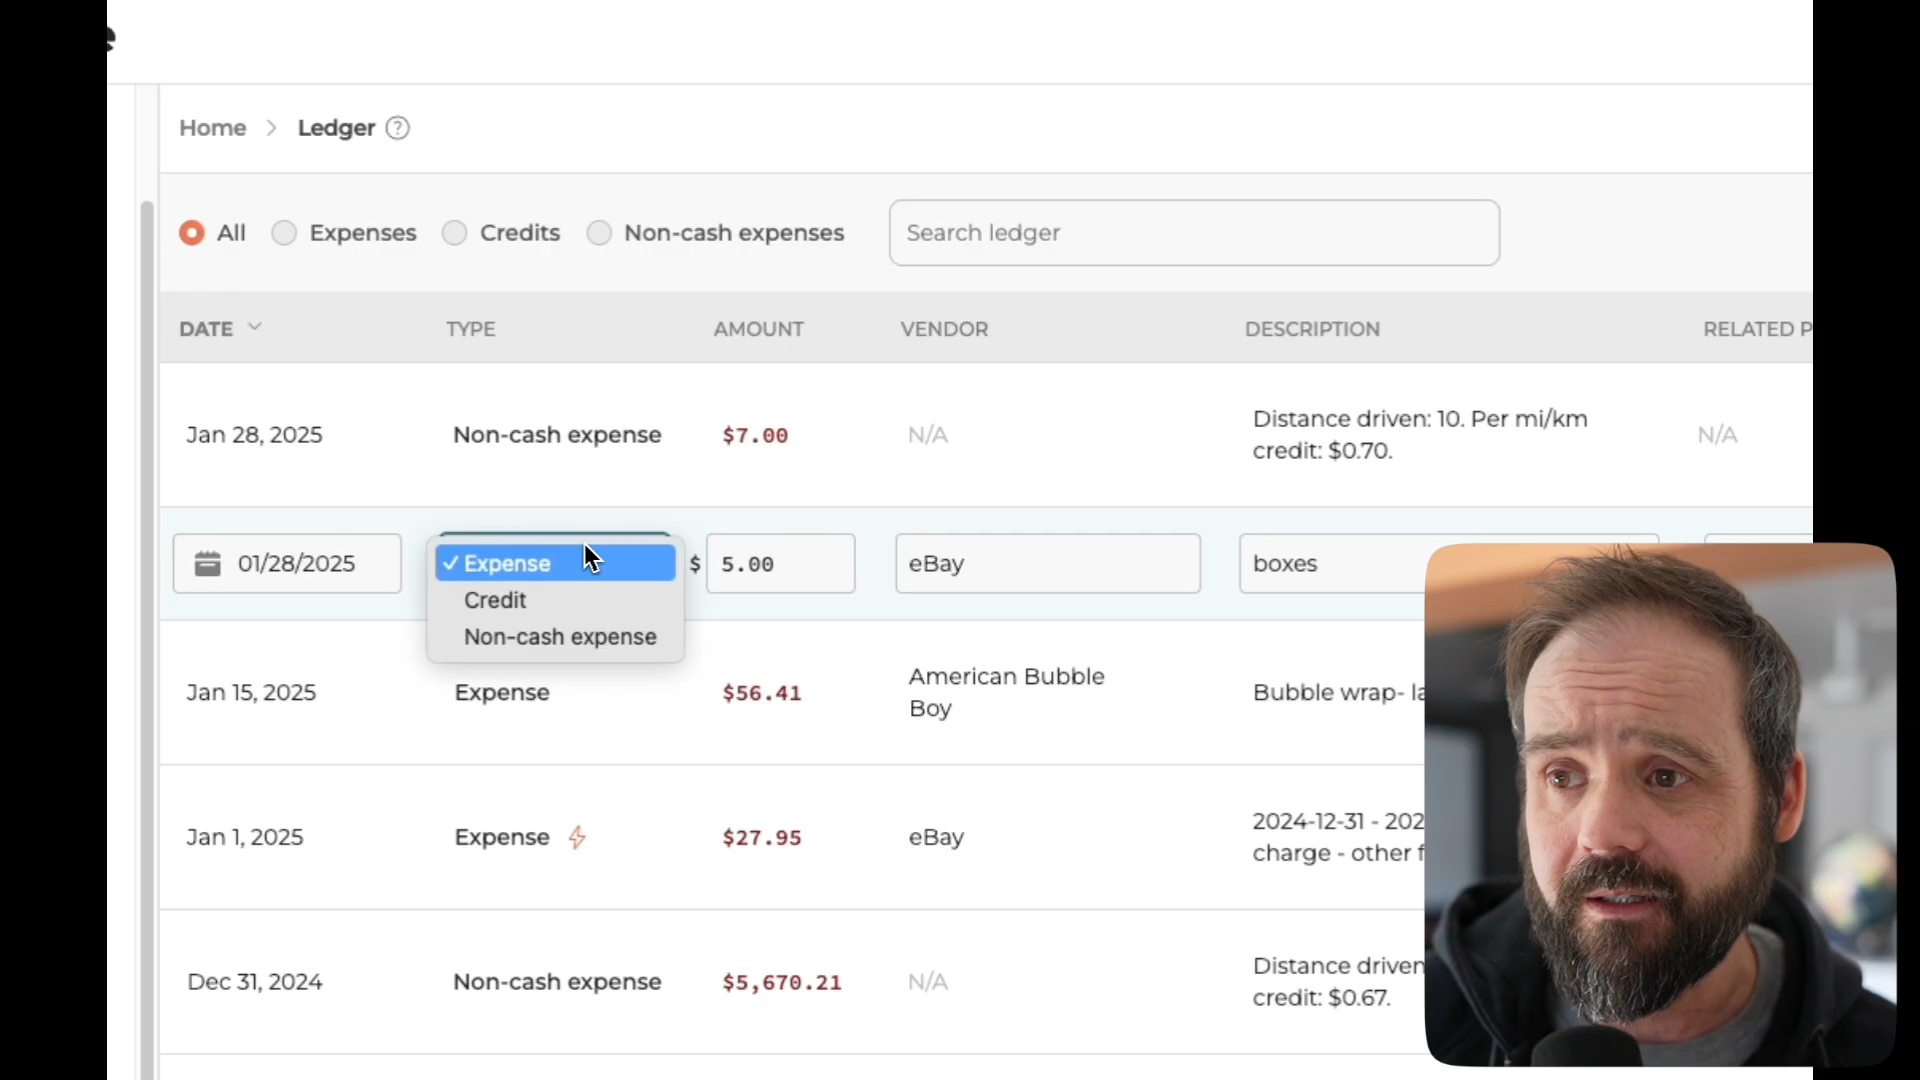 Home > Ledger ?
All Expenses Credits Non-cash expenses Search ledger
DATE TYPE AMOUNT VENDOR DESCRIPTION RELATED P
Jan 28, 2025 Non-cash expense $7.00 N/A Distance driven: 10. Per mi/km N/A
credit: $0.70.
01/28/2025 ✓ Expense $ 5.00 eBay boxes
Credit
Non-cash expense
Jan 15, 2025 Expense $56.41 American Bubble Bubble wrap- la
Boy
Jan 1, 2025 Expense $27.95 eBay 2024-12-31 - 202
charge - other f
Dec 31, 2024 Non-cash expense $5,670.21 N/A Distance driven
credit: $0.67.